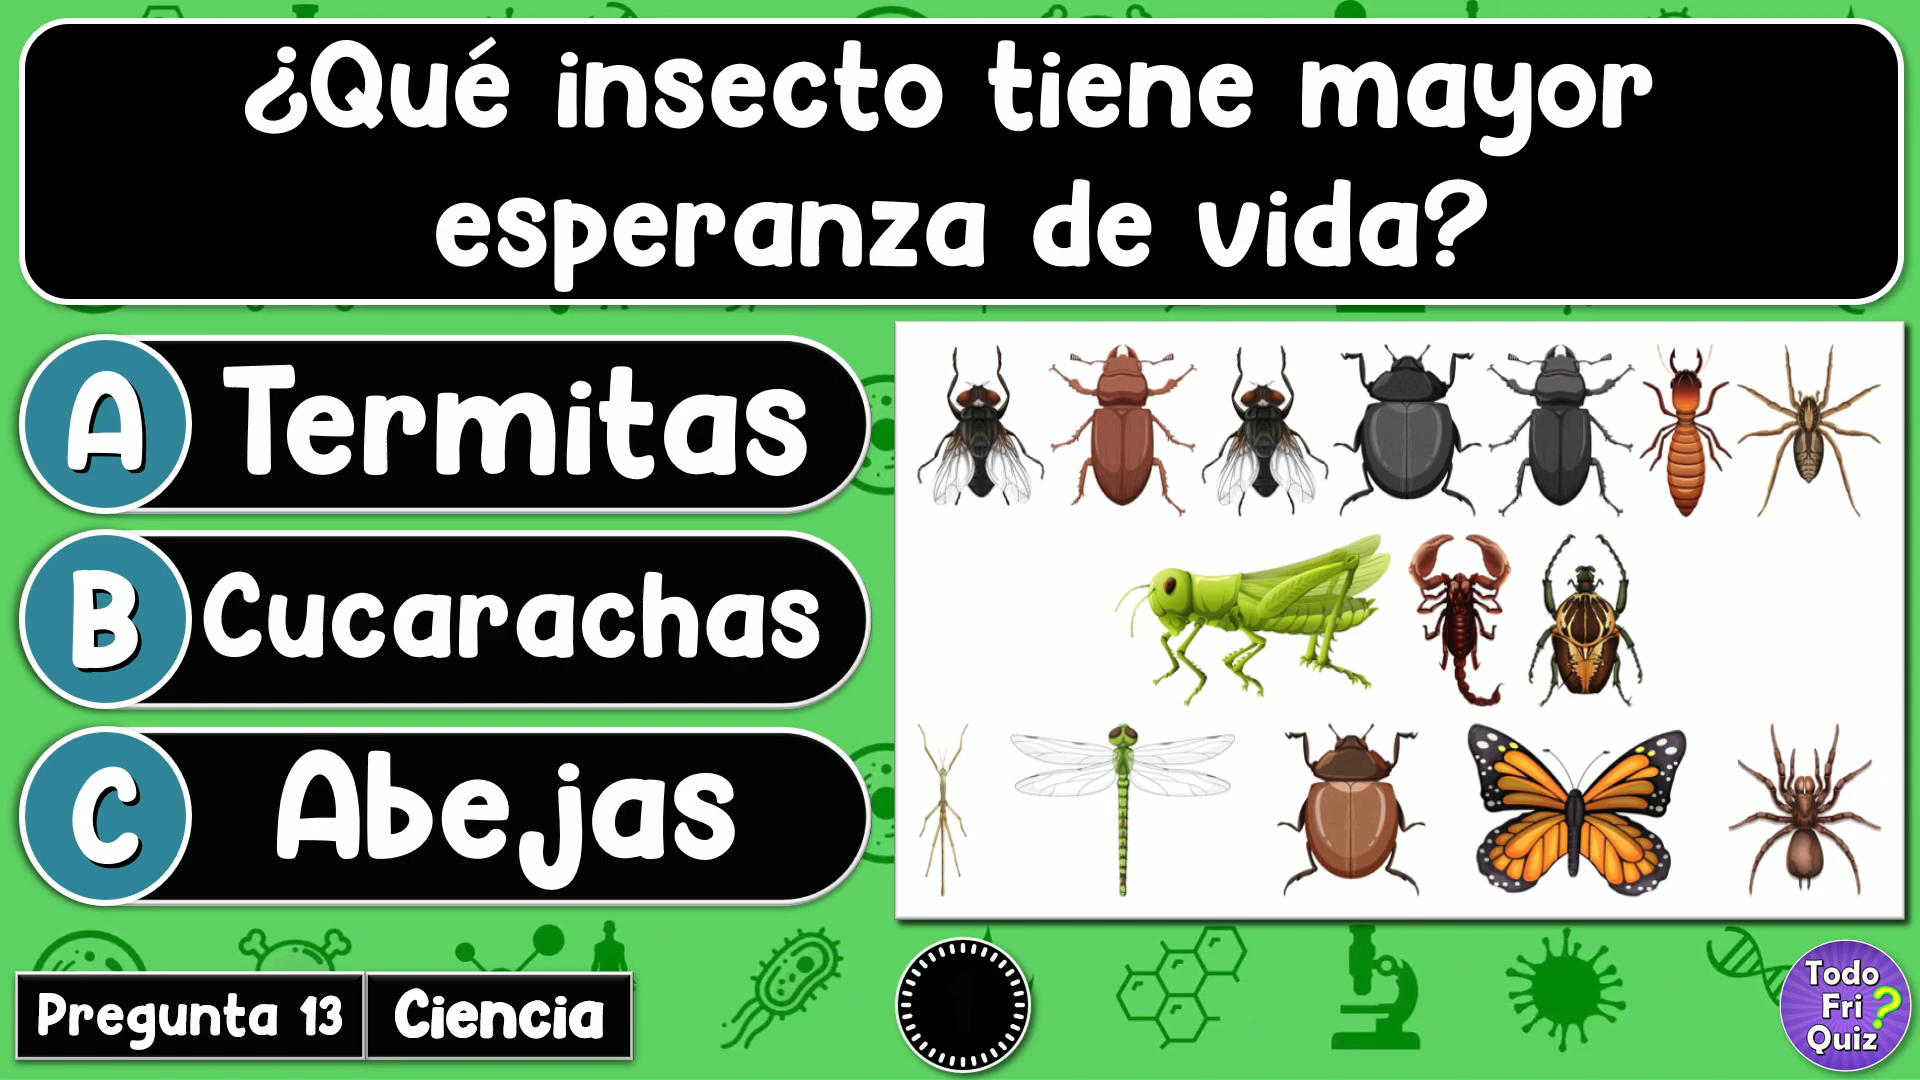 ¿Qué insecto tiene mayor
esperanza de vida?
A Termitas
B Cucarachas
C Abejas
Pregunta 13 Ciencia
Todo
Fri ?
Quiz